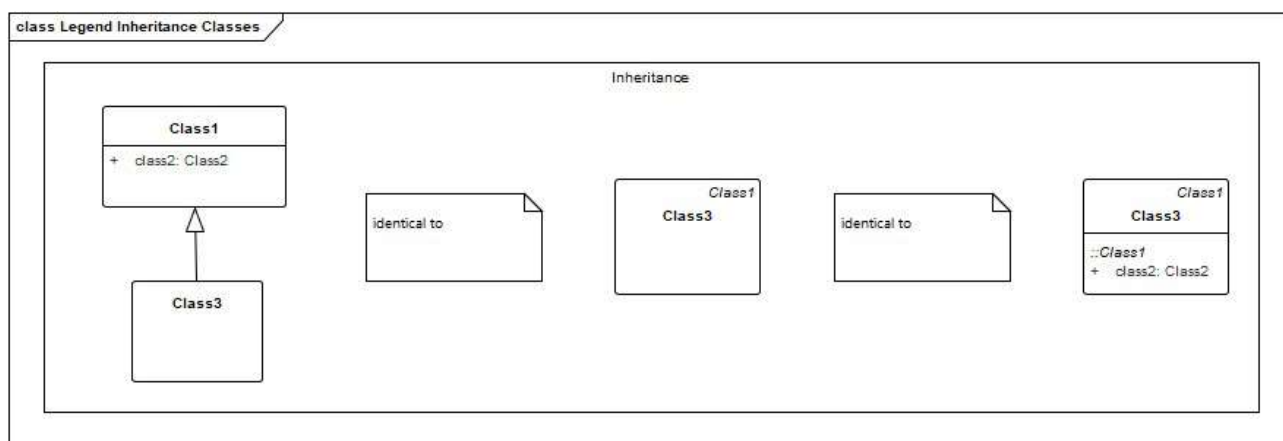 class Legend Inheritance Classes
Inheritance
Class1
+ class2: Class2
Class3
identical to
Class1
Class3
identical to
Class1
Class3
::Class1
+ class2: Class2